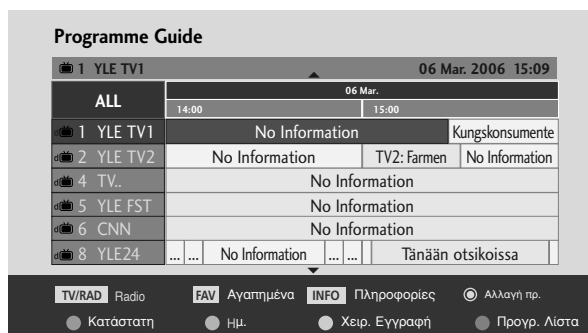 Programme Guide
1 YLE TV1 06 Mar. 2006 15:09
ALL 06 Mar.
14:00 15:00
1 YLE TV1 No Information Kungskonsumente
2 YLE TV2 No Information TV2: Farmen No Information
4 TV.. No Information
5 YLE FST No Information
6 CNN No Information
8 YLE24 ... ... No Information ... ... Tänään otsikoissa
TV/RAD Radio FAV Αγαπημένα INFO Πληροφορίες Αλλαγή πρ.
Κατάστατη Ημ. Χειρ. Εγγραφή Προγρ. Λίστα